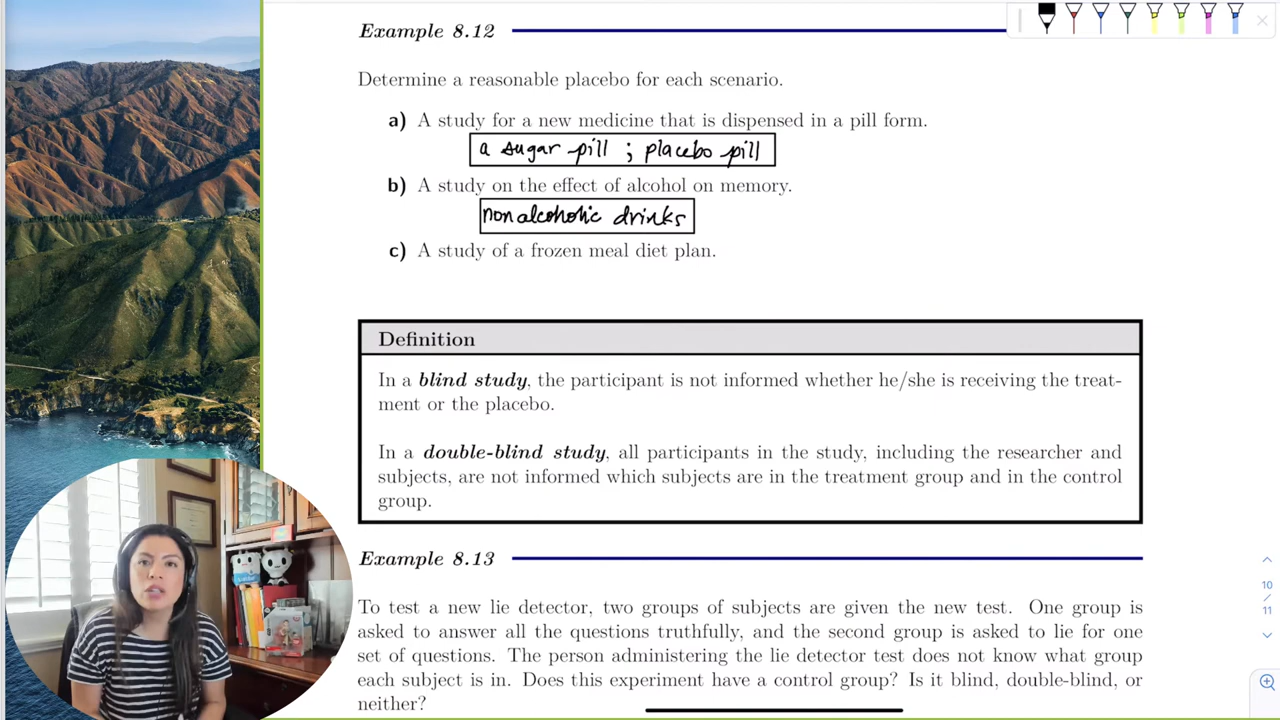 Example 8.12
Determine a reasonable placebo for each scenario.
a) A study for a new medicine that is dispensed in a pill form.
a sugar pill ; placebo pill
b) A study on the effect of alcohol on memory.
nonalcoholic drinks
c) A study of a frozen meal diet plan.
Definition
In a blind study, the participant is not informed whether he/she is receiving the treat-
ment or the placebo.
In a double-blind study, all participants in the study, including the researcher and
subjects, are not informed which subjects are in the treatment group and in the control
group.
Example 8.13
To test a new lie detector, two groups of subjects are given the new test. One group is
asked to answer all the questions truthfully, and the second group is asked to lie for one
set of questions. The person administering the lie detector test does not know what group
each subject is in. Does this experiment have a control group? Is it blind, double-blind, or
neither?
10
/
11